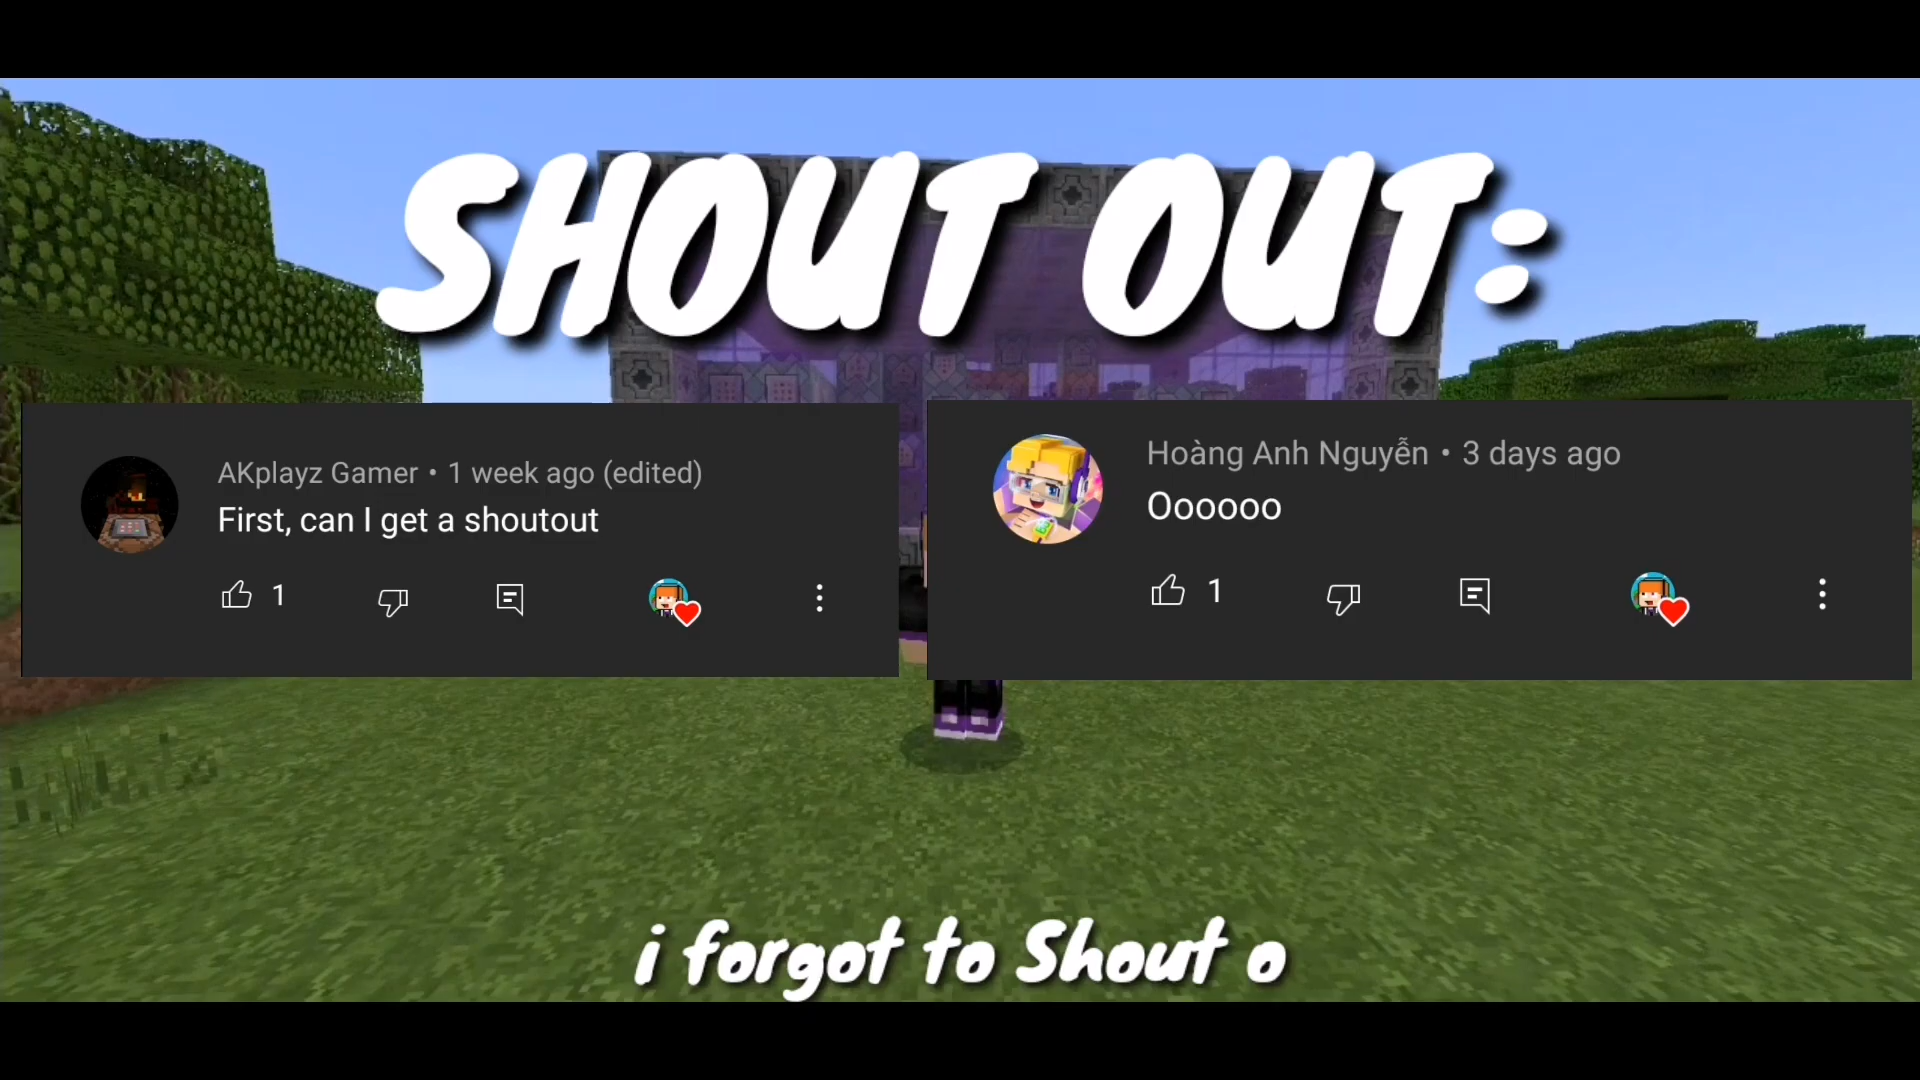 SHOUT OUT:
AKplayz Gamer • 1 week ago (edited)
First, can I get a shoutout
1
Hoàng Anh Nguyễn • 3 days ago
Oooooo
1
i forgot to Shout o